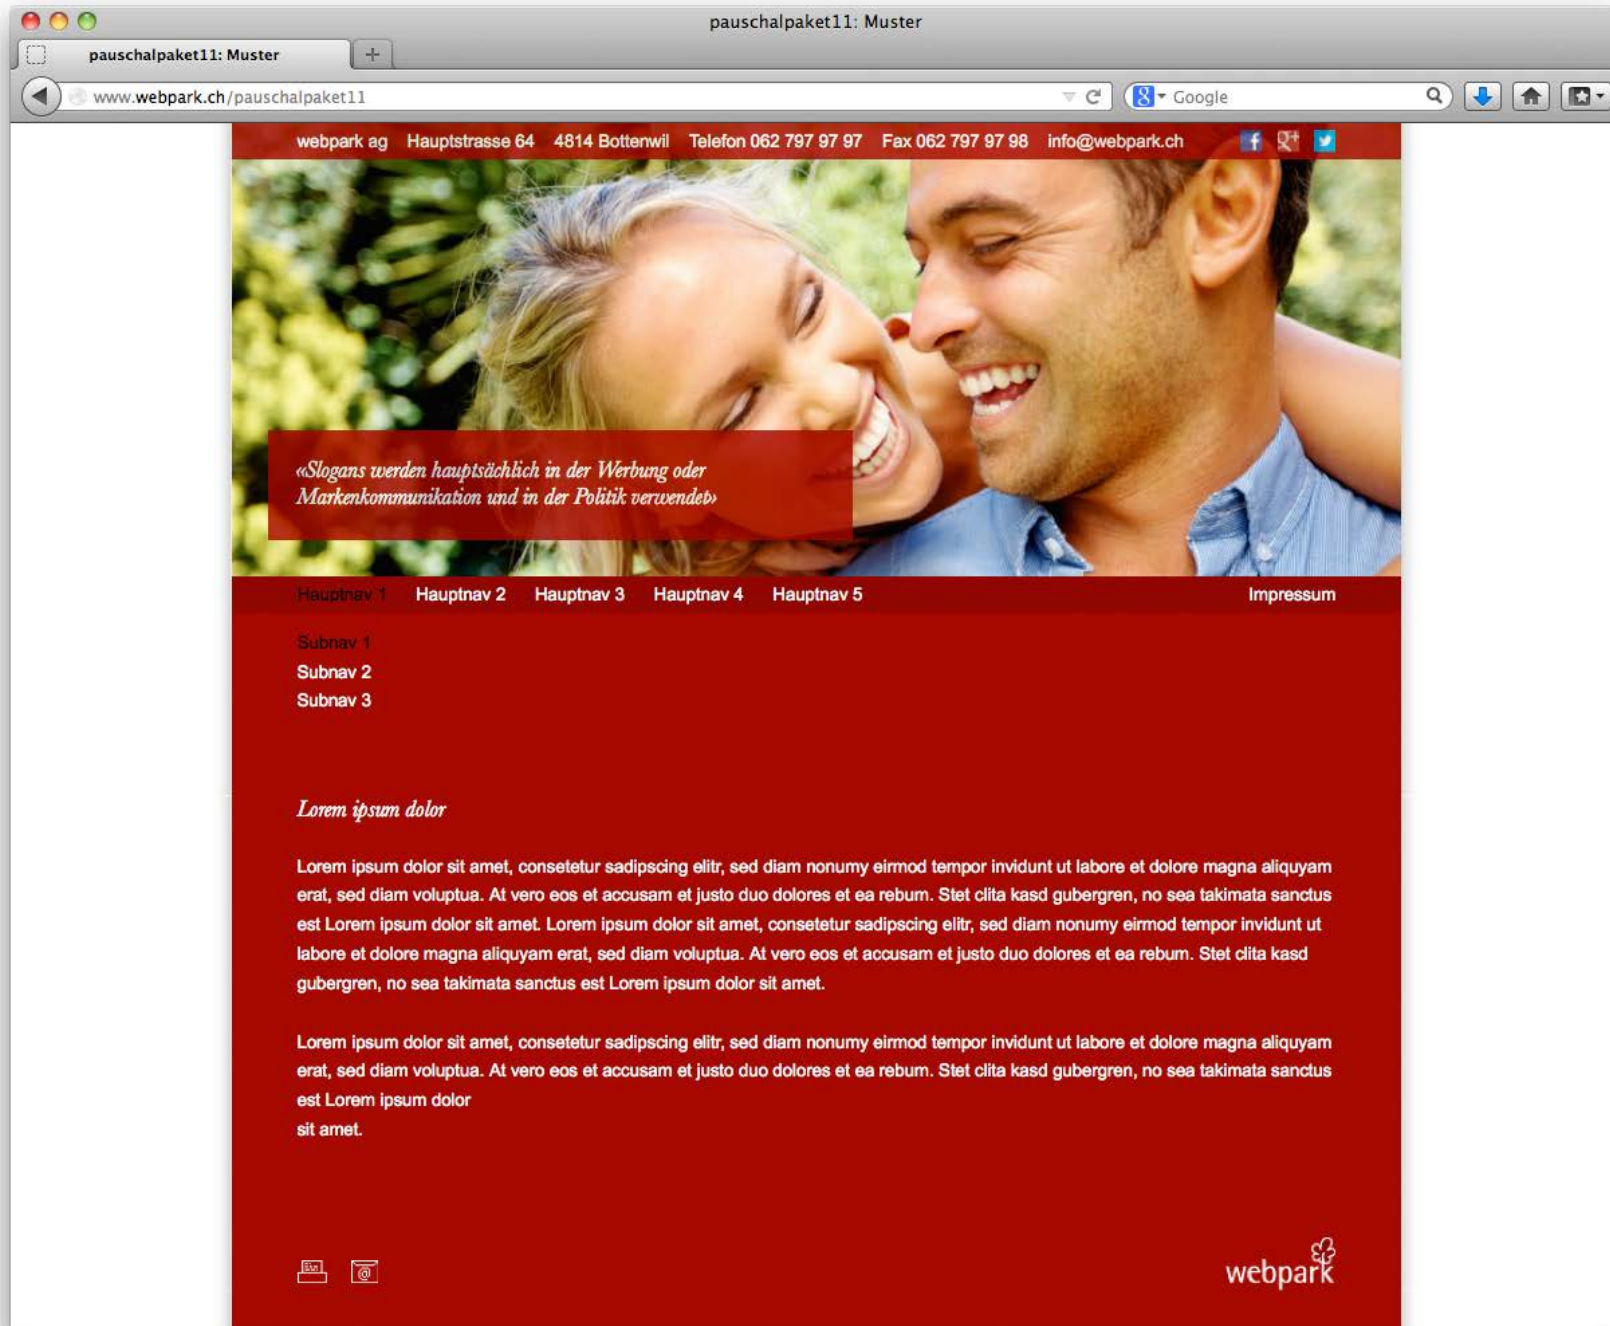 pauschalpaket11: Muster
pauschalpaket11: Muster
www.webpark.ch/pauschalpaket11
Google
webpark ag Hauptstrasse 64 4814 Bottenwil Telefon 062 797 97 97 Fax 062 797 97 98 info@webpark.ch
«Slogans werden hauptsächlich in der Werbung oder
Markenkommunikation und in der Politik verwendet»
Hauptnav 1 Hauptnav 2 Hauptnav 3 Hauptnav 4 Hauptnav 5 Impressum
Subnav 1
Subnav 2
Subnav 3
Lorem ipsum dolor
Lorem ipsum dolor sit amet, consetetur sadipscing elitr, sed diam nonumy eirmod tempor invidunt ut labore et dolore magna aliquyam
erat, sed diam voluptua. At vero eos et accusam et justo duo dolores et ea rebum. Stet clita kasd gubergren, no sea takimata sanctus
est Lorem ipsum dolor sit amet. Lorem ipsum dolor sit amet, consetetur sadipscing elitr, sed diam nonumy eirmod tempor invidunt ut
labore et dolore magna aliquyam erat, sed diam voluptua. At vero eos et accusam et justo duo dolores et ea rebum. Stet clita kasd
gubergren, no sea takimata sanctus est Lorem ipsum dolor sit amet.
Lorem ipsum dolor sit amet, consetetur sadipscing elitr, sed diam nonumy eirmod tempor invidunt ut labore et dolore magna aliquyam
erat, sed diam voluptua. At vero eos et accusam et justo duo dolores et ea rebum. Stet clita kasd gubergren, no sea takimata sanctus
est Lorem ipsum dolor
sit amet.
webpark